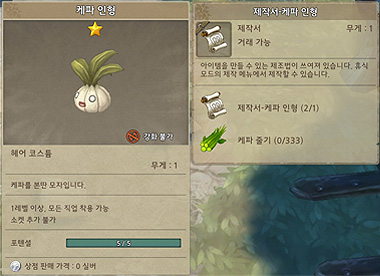 케파 인형
강화 불가
헤어 코스튬
무게 : 1
케파를 본딴 모자입니다.
1레벨 이상, 모든 직업 착용 가능
소켓 추가 불가
포텐셜
5 / 5
상점 판매 가격 : 0 실버
제작서-케파 인형
제작서
무게 : 1
거래 가능
아이템을 만들 수 있는 제조법이 쓰여져 있습니다. 휴식
모드의 제작 메뉴에서 제작할 수 있습니다.
제작서-케파 인형 (2/1)
케파 줄기 (0/333)